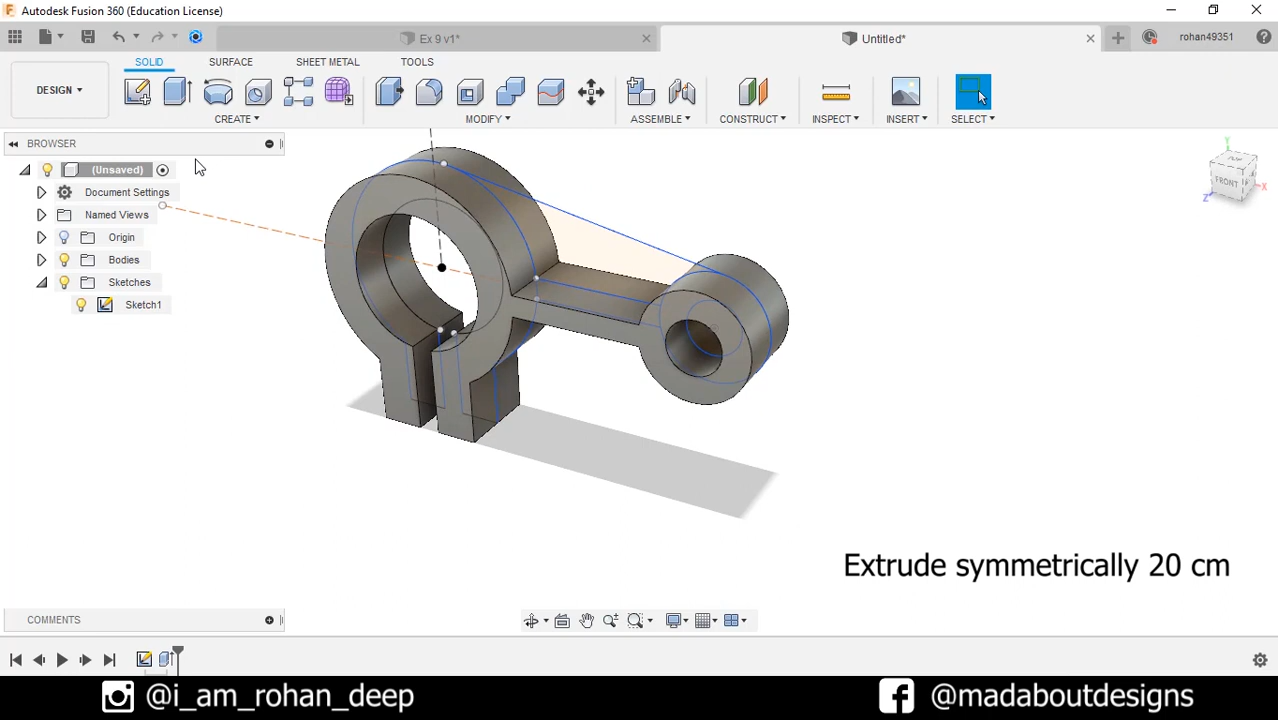 Autodesk Fusion 360 (Education License)
Ex 9 v1*
Untitled*
rohan49351
DESIGN
SOLID
SURFACE
SHEET METAL
TOOLS
CREATE
MODIFY
ASSEMBLE
CONSTRUCT
INSPECT
INSERT
SELECT
BROWSER
(Unsaved)
Document Settings
Named Views
Origin
Bodies
Sketches
Sketch1
TOP
FRONT
Y
X
Z
Extrude symmetrically 20 cm
COMMENTS
@i_am_rohan_deep
@madaboutdesigns